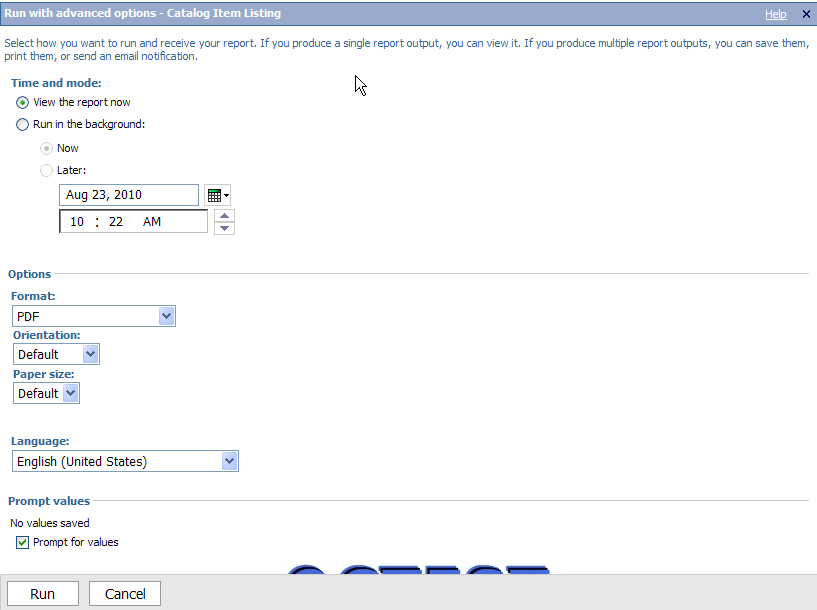 Run with advanced options - Catalog Item Listing Help
Select how you want to run and receive your report. If you produce a single report output, you can view it. If you produce multiple report outputs, you can save them,
print them, or send an email notification.
Time and mode:
View the report now
Run in the background:
Now
Later:
Aug 23, 2010
10 : 22 AM
Options
Format:
PDF
Orientation:
Default
Paper size:
Default
Language:
English (United States)
Prompt values
No values saved
Prompt for values
Run Cancel